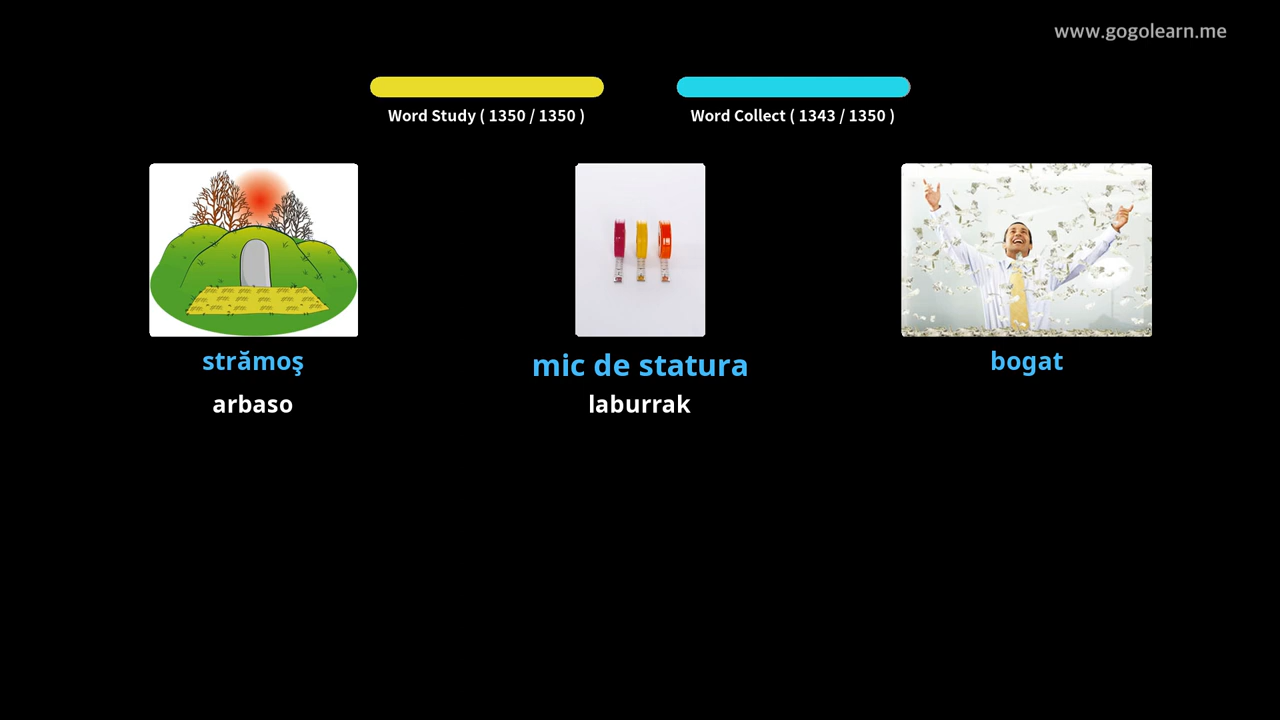 www.gogolearn.me
Word Study ( 1350 / 1350 )
Word Collect ( 1343 / 1350 )
strămoş
mic de statura
bogat
arbaso
laburrak